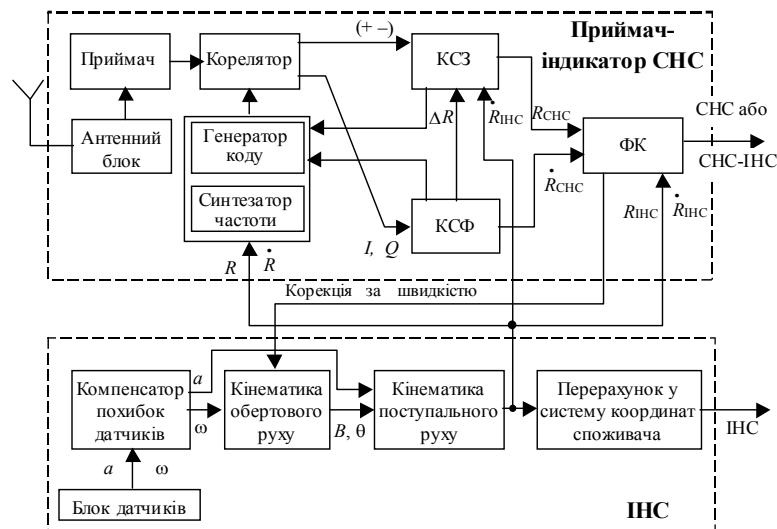 (+ –)
Приймач-
індикатор СНС
Приймач
Корелятор
КСЗ
СНС або
СНС-ІНС
Антенний
блок
Генератор
коду
Синтезатор
частоти
ΔR
Ṙ ІНС
R СНС
ФК
Ṙ СНС
КСФ
I, Q
R ІНС
Ṙ ІНС
R Ṙ
Корекція за швидкістю
Компенсатор
похибок
датчиків
a
ω
Кінематика
обертового
руху
B, θ
Кінематика
поступального
руху
Перерахунок у
систему координат
споживача
ІНС
a ω
Блок датчиків
ІНС